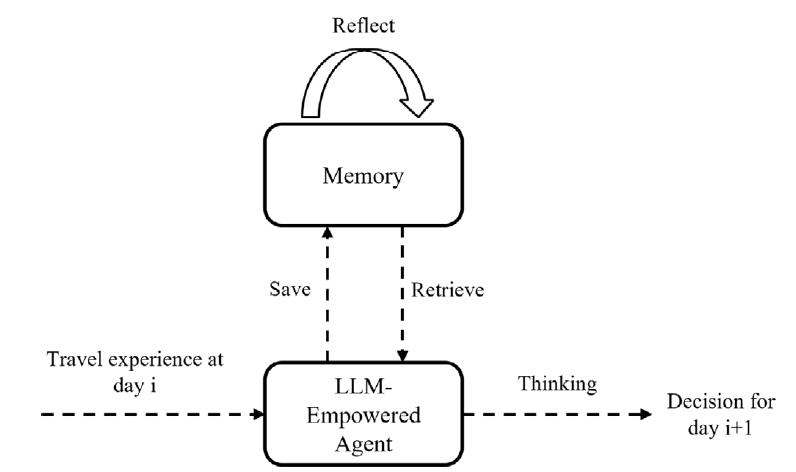 Reflect
Memory
Save
Retrieve
Travel experience at
day i
LLM-
Empowered
Agent
Thinking
Decision for
day i+1